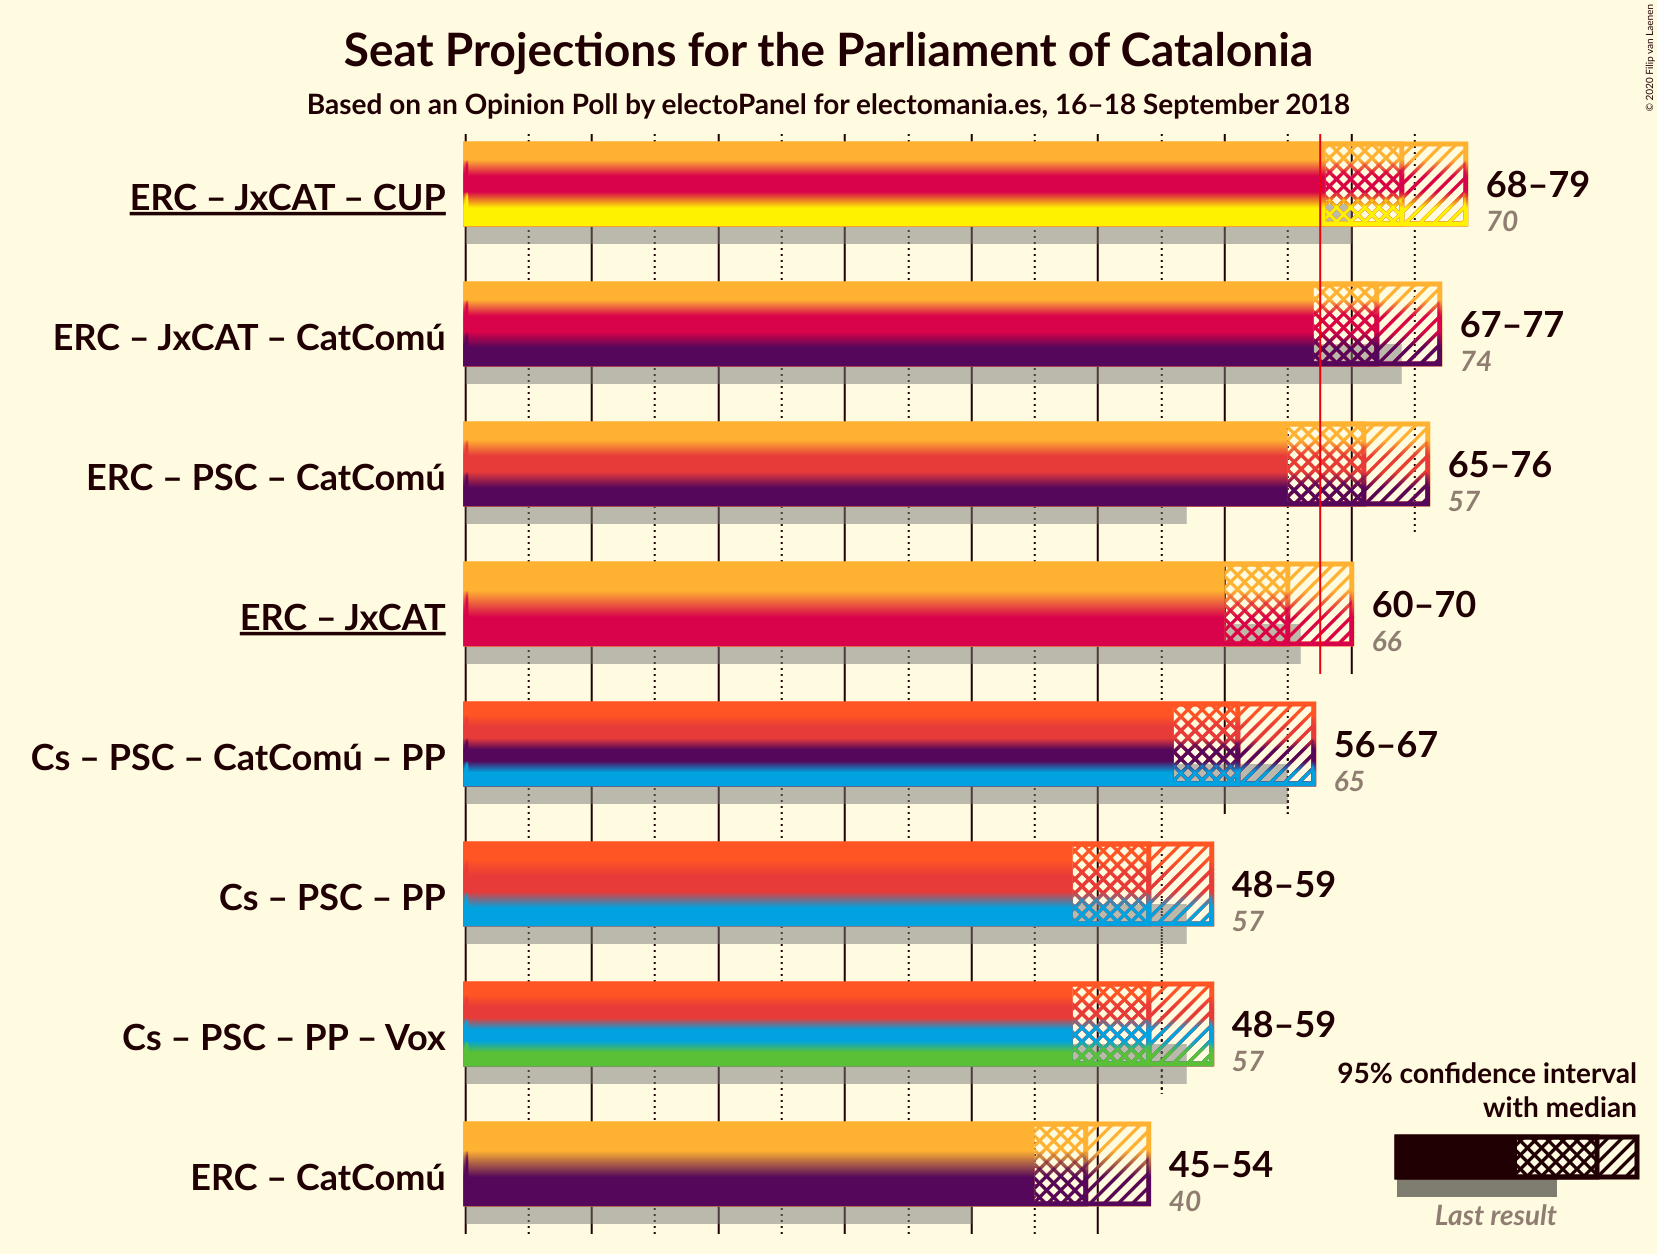 Seat Projections for the Parliament of Catalonia
Based on an Opinion Poll by electoPanel for electomania.es, 16–18 September 2018
© 2020 Filip van Laenen
ERC – JxCAT – CUP
68–79
70
ERC – JxCAT – CatComú
67–77
74
ERC – PSC – CatComú
65–76
57
ERC – JxCAT
60–70
66
Cs – PSC – CatComú – PP
56–67
65
Cs – PSC – PP
48–59
57
Cs – PSC – PP – Vox
48–59
57
ERC – CatComú
45–54
40
95% confidence interval
with median
Last result